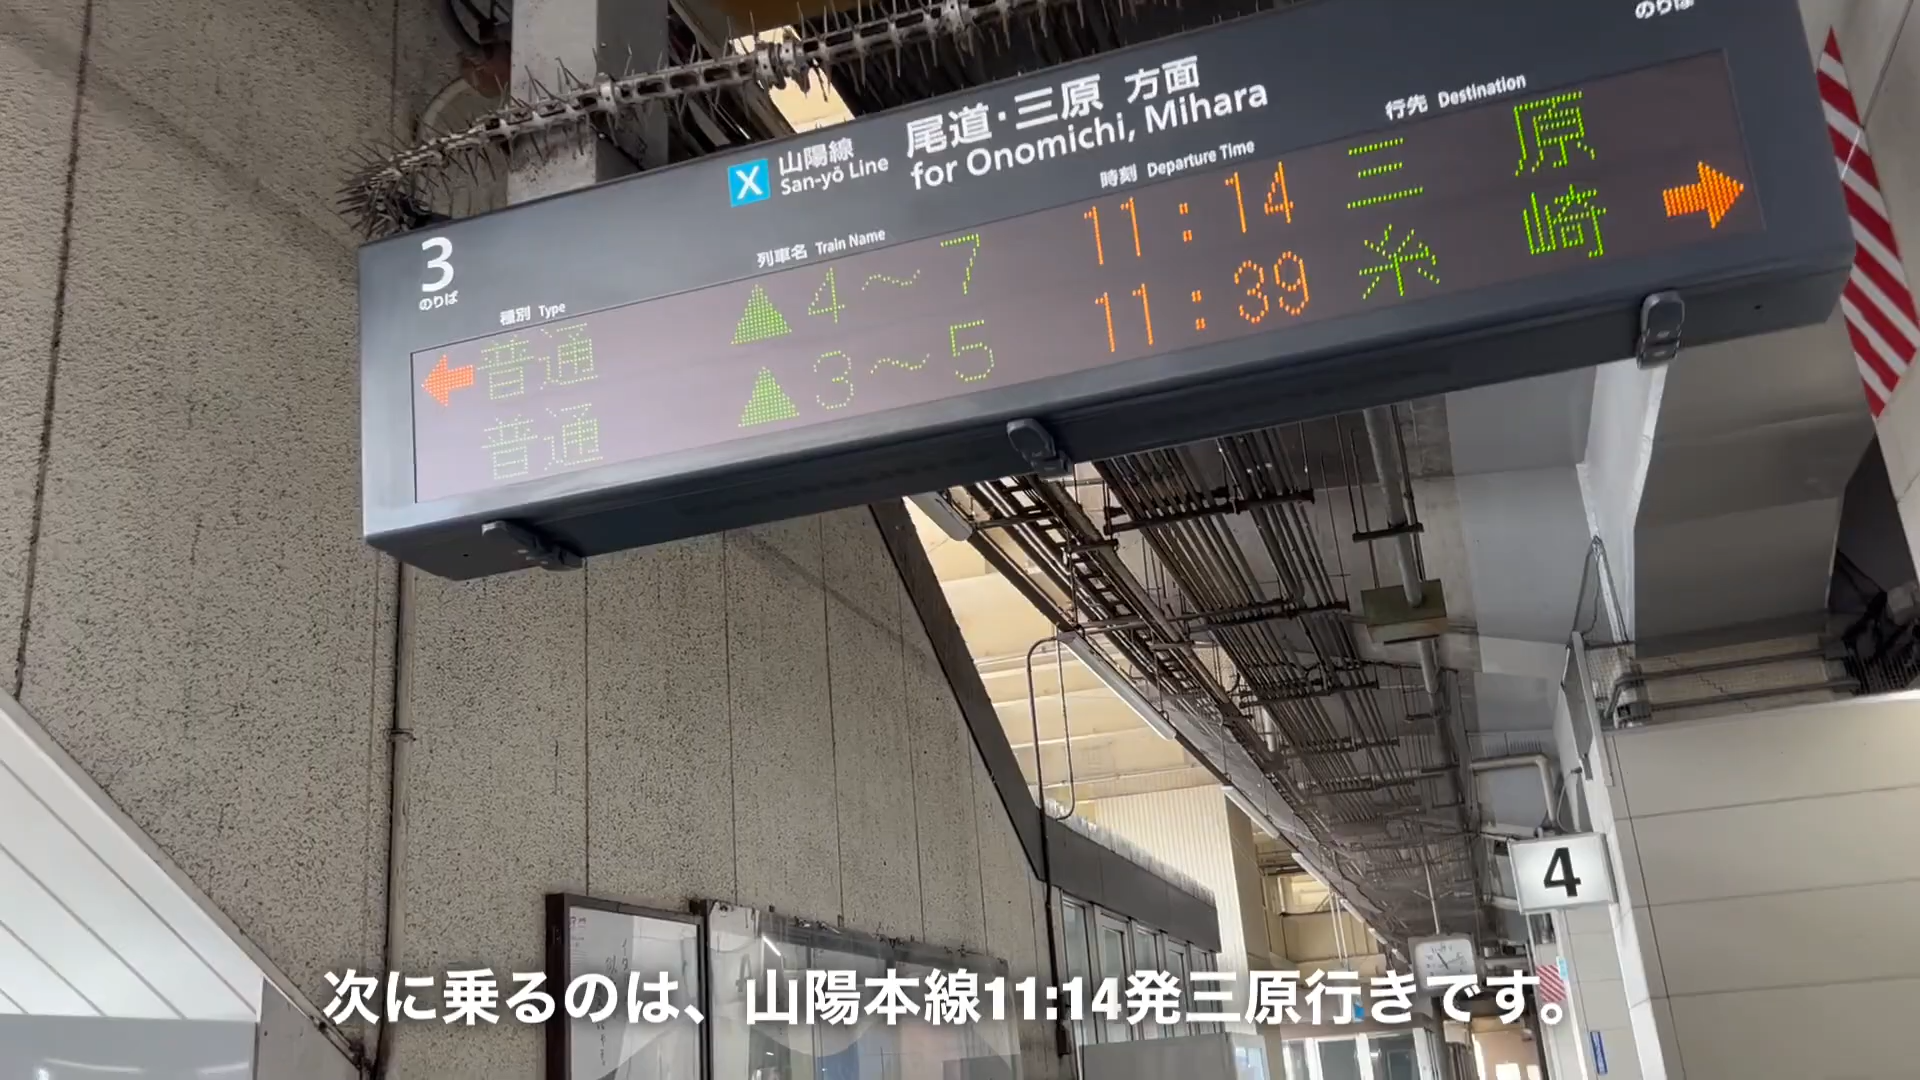 のりば
X 山陽線 San-yō Line
尾道・三原 方面
for Onomichi, Mihara
3 のりば
種別 Type 列車名 Train Name 時刻 Departure Time 行先 Destination
←普通 ▲4～7 11:14 三原
普通 ▲3～5 11:39 糸崎 →
4
次に乗るのは、山陽本線11:14発三原行きです。